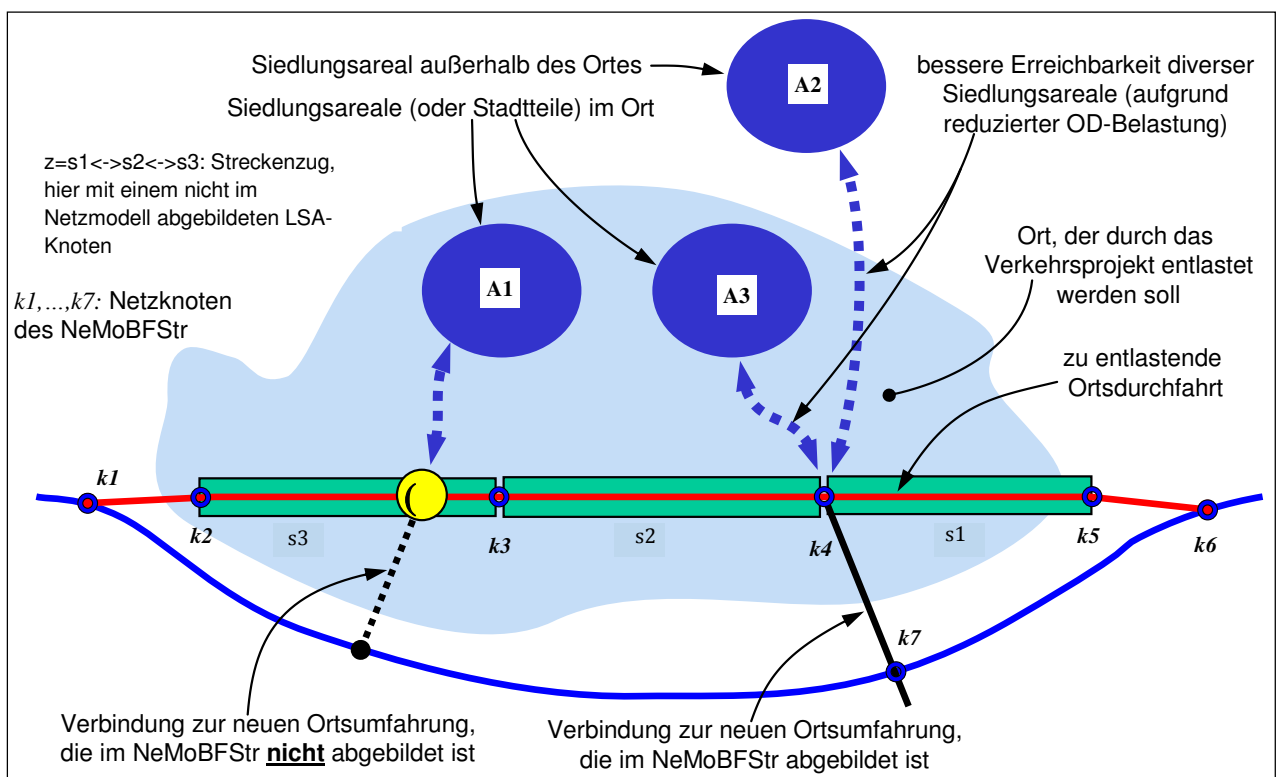 Siedlungsareal außerhalb des Ortes
Siedlungsareale (oder Stadtteile) im Ort
A2
bessere Erreichbarkeit diverser
Siedlungsareale (aufgrund
reduzierter OD-Belastung)
z=s1<->s2<->s3: Streckenzug,
hier mit einem nicht im
Netzmodell abgebildeten LSA-
Knoten
k1,...,k7: Netzknoten
des NeMoBFStr
A1
A3
Ort, der durch das
Verkehrsprojekt entlastet
werden soll
zu entlastende
Ortsdurchfahrt
k1
k2
s3
k3
s2
k4
s1
k5
k6
k7
Verbindung zur neuen Ortsumfahrung,
die im NeMoBFStr nicht abgebildet ist
Verbindung zur neuen Ortsumfahrung,
die im NeMoBFStr abgebildet ist